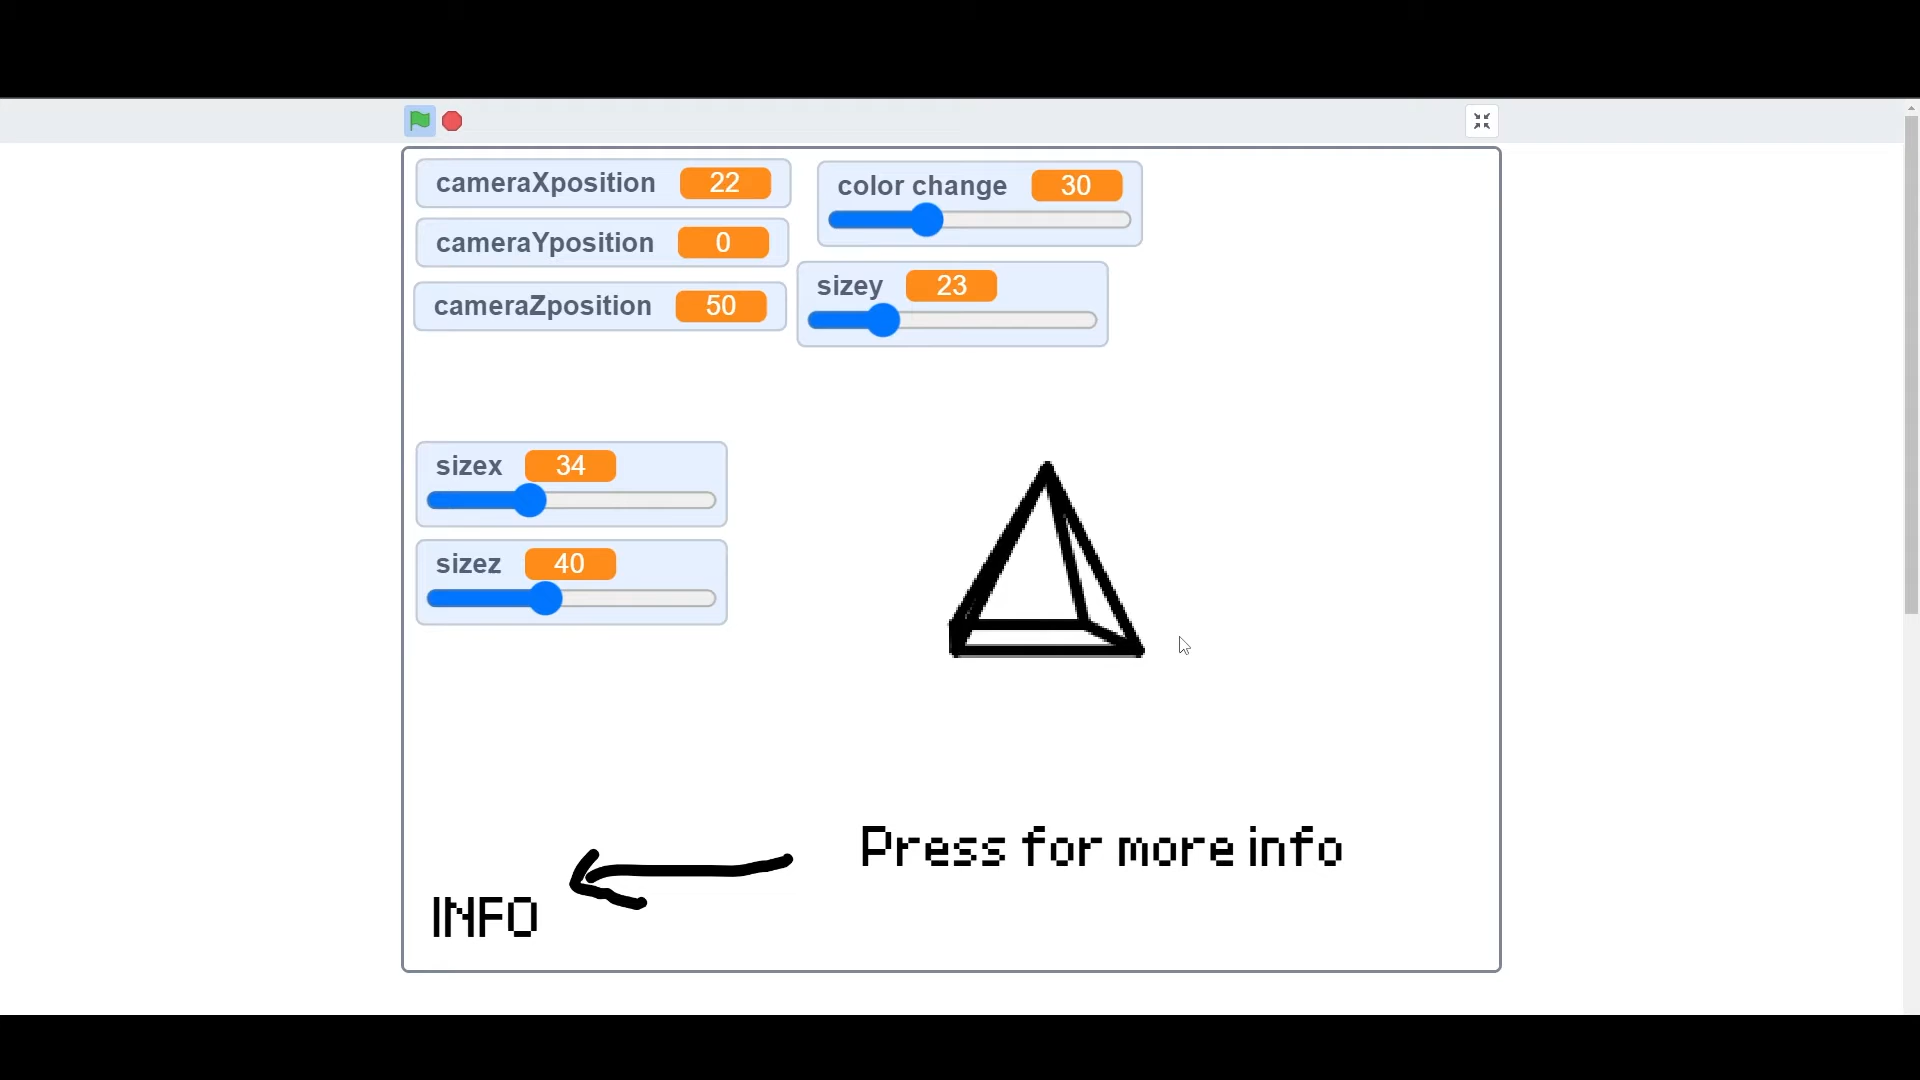 cameraXposition 22
color change 30
cameraYposition 0
sizey 23
cameraZposition 50
sizex 34
sizez 40
Press for more info
INFO